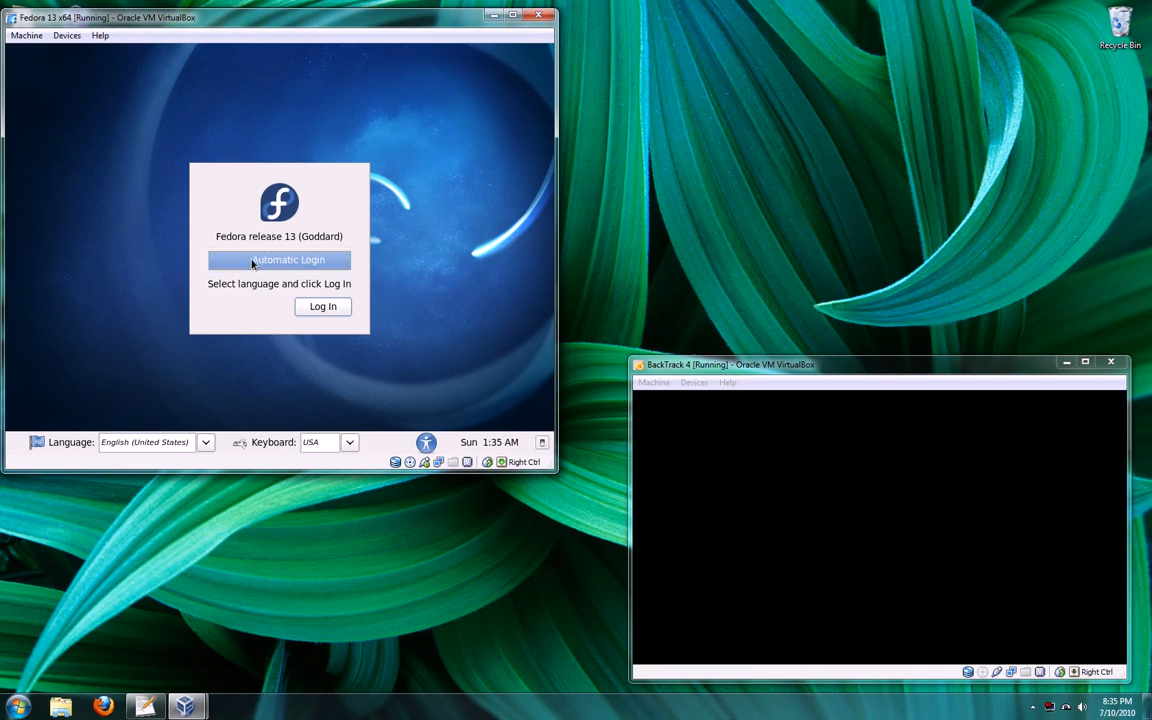 Fedora 13 x64 [Running] - Oracle VM VirtualBox
Machine Devices Help
Recycle Bin
Fedora release 13 (Goddard)
Automatic Login
Select language and click Log In
Log In
Language: English (United States) Keyboard: USA Sun 1:35 AM
Right Ctrl
BackTrack 4 [Running] - Oracle VM VirtualBox
Machine Devices Help
Right Ctrl
8:35 PM
7/10/2010